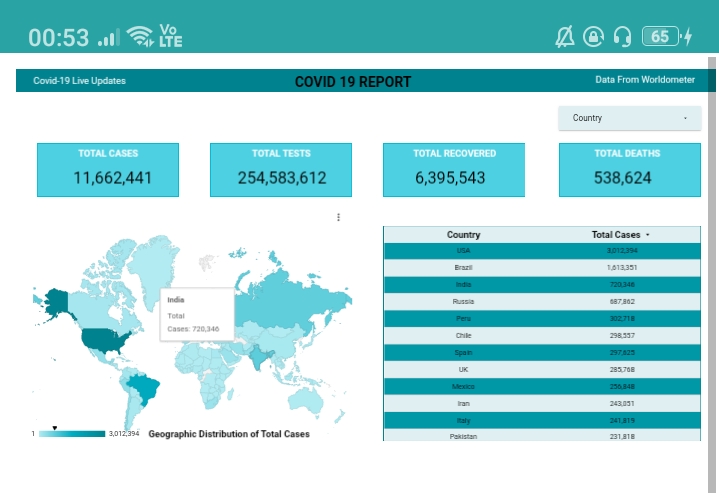 00:53 Vo LTE 65
Covid-19 Live Updates COVID 19 REPORT Data From Worldometer
Country
TOTAL CASES TOTAL TESTS TOTAL RECOVERED TOTAL DEATHS
11,662,441 254,583,612 6,395,543 538,624
Country Total Cases
USA 3,012,394
Brazil 1,613,351
India 720,346
Russia 687,862
Peru 302,718
Chile 298,557
Spain 297,625
UK 285,768
Mexico 256,848
Iran 243,051
Italy 241,819
Pakistan 231,818
India
Total
Cases: 720,346
1 3,012,394 Geographic Distribution of Total Cases